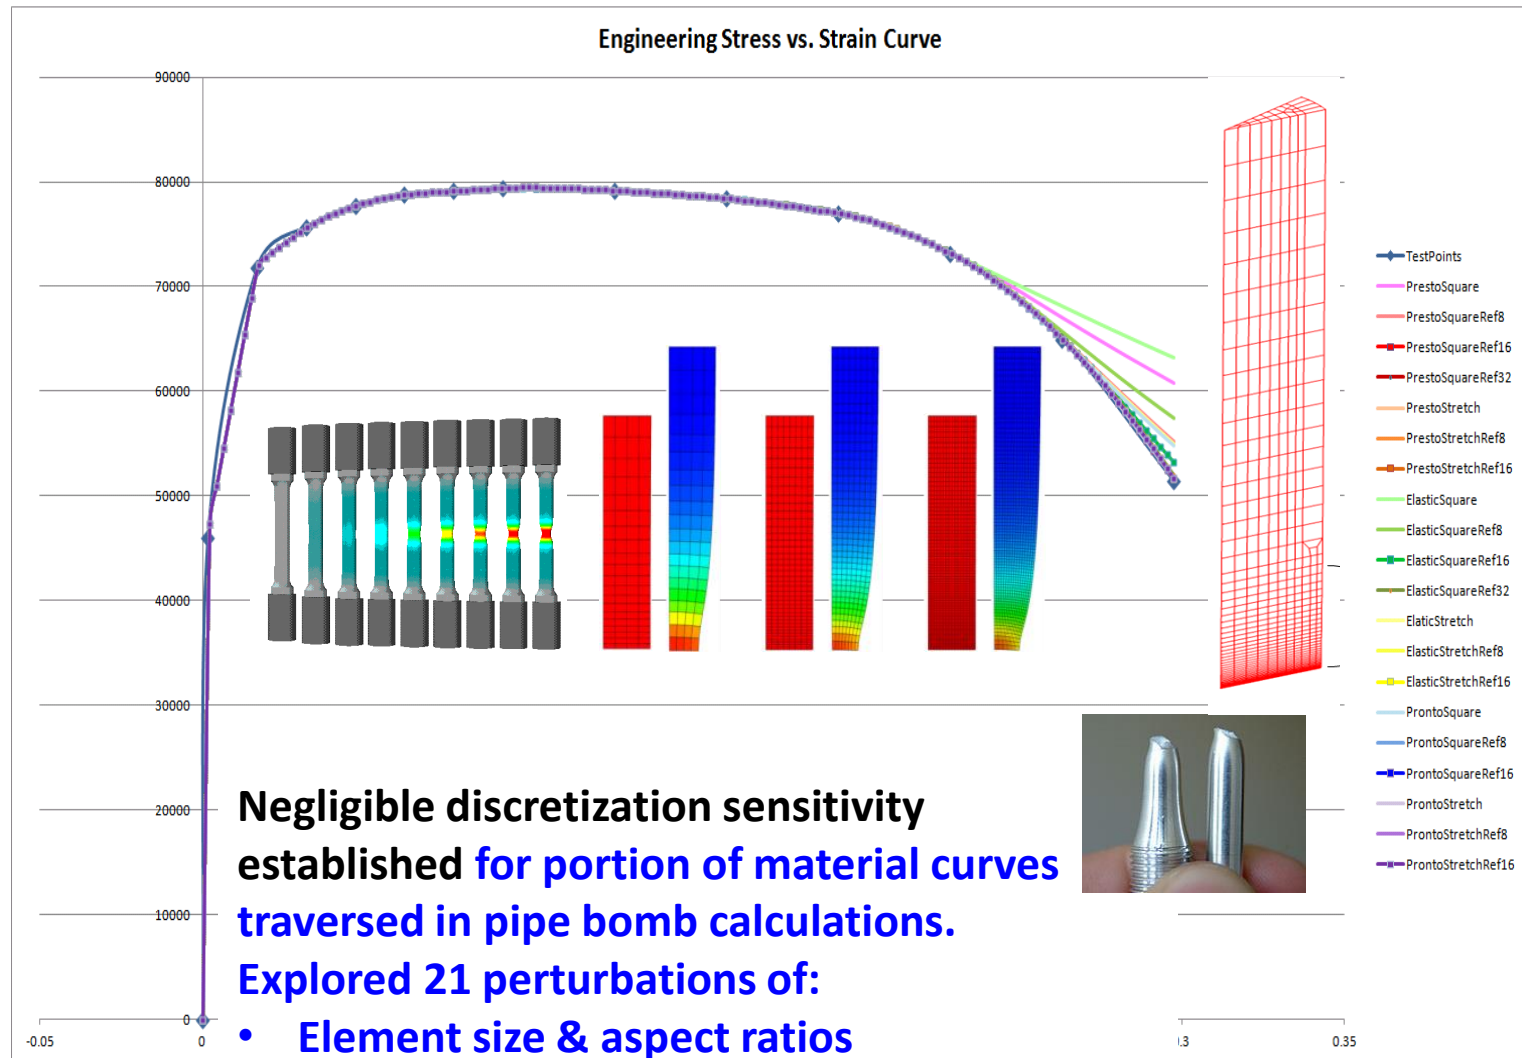 Engineering Stress vs. Strain Curve
90000
80000
70000
60000
50000
40000
30000
20000
10000
0
-0.05
0
.3
0.35
TestPoints
PrestoSquare
PrestoSquareRef8
PrestoSquareRef16
PrestoSquareRef32
PrestoStretch
PrestoStretchRef8
PrestoStretchRef16
ElasticSquare
ElasticSquareRef8
ElasticSquareRef16
ElasticSquareRef32
ElaticStretch
ElasticStretchRef8
ElasticStretchRef16
ProntoSquare
ProntoSquareRef8
ProntoSquareRef16
ProntoStretch
ProntoStretchRef8
ProntoStretchRef16
Negligible discretization sensitivity
established for portion of material curves
traversed in pipe bomb calculations.
Explored 21 perturbations of:
• Element size & aspect ratios